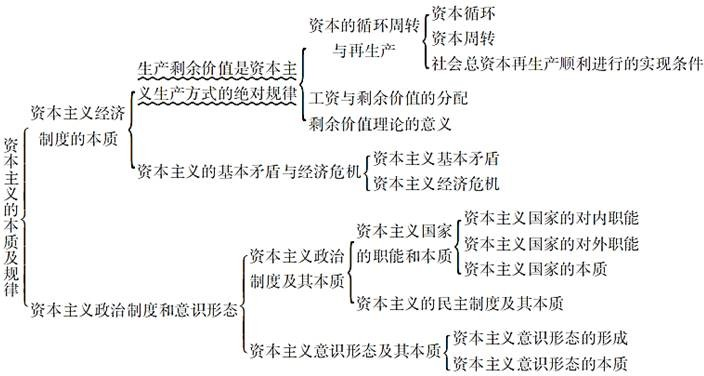 资本主义的本质及规律
资本主义经济
制度的本质
生产剩余价值是资本主
义生产方式的绝对规律
资本的循环周转
与再生产
资本循环
资本周转
社会总资本再生产顺利进行的实现条件
工资与剩余价值的分配
剩余价值理论的意义
资本主义的基本矛盾与经济危机
资本主义基本矛盾
资本主义经济危机
资本主义政治制度和意识形态
资本主义政治
制度及其本质
资本主义国家
的职能和本质
资本主义国家的对内职能
资本主义国家的对外职能
资本主义国家的本质
资本主义的民主制度及其本质
资本主义意识形态及其本质
资本主义意识形态的形成
资本主义意识形态的本质